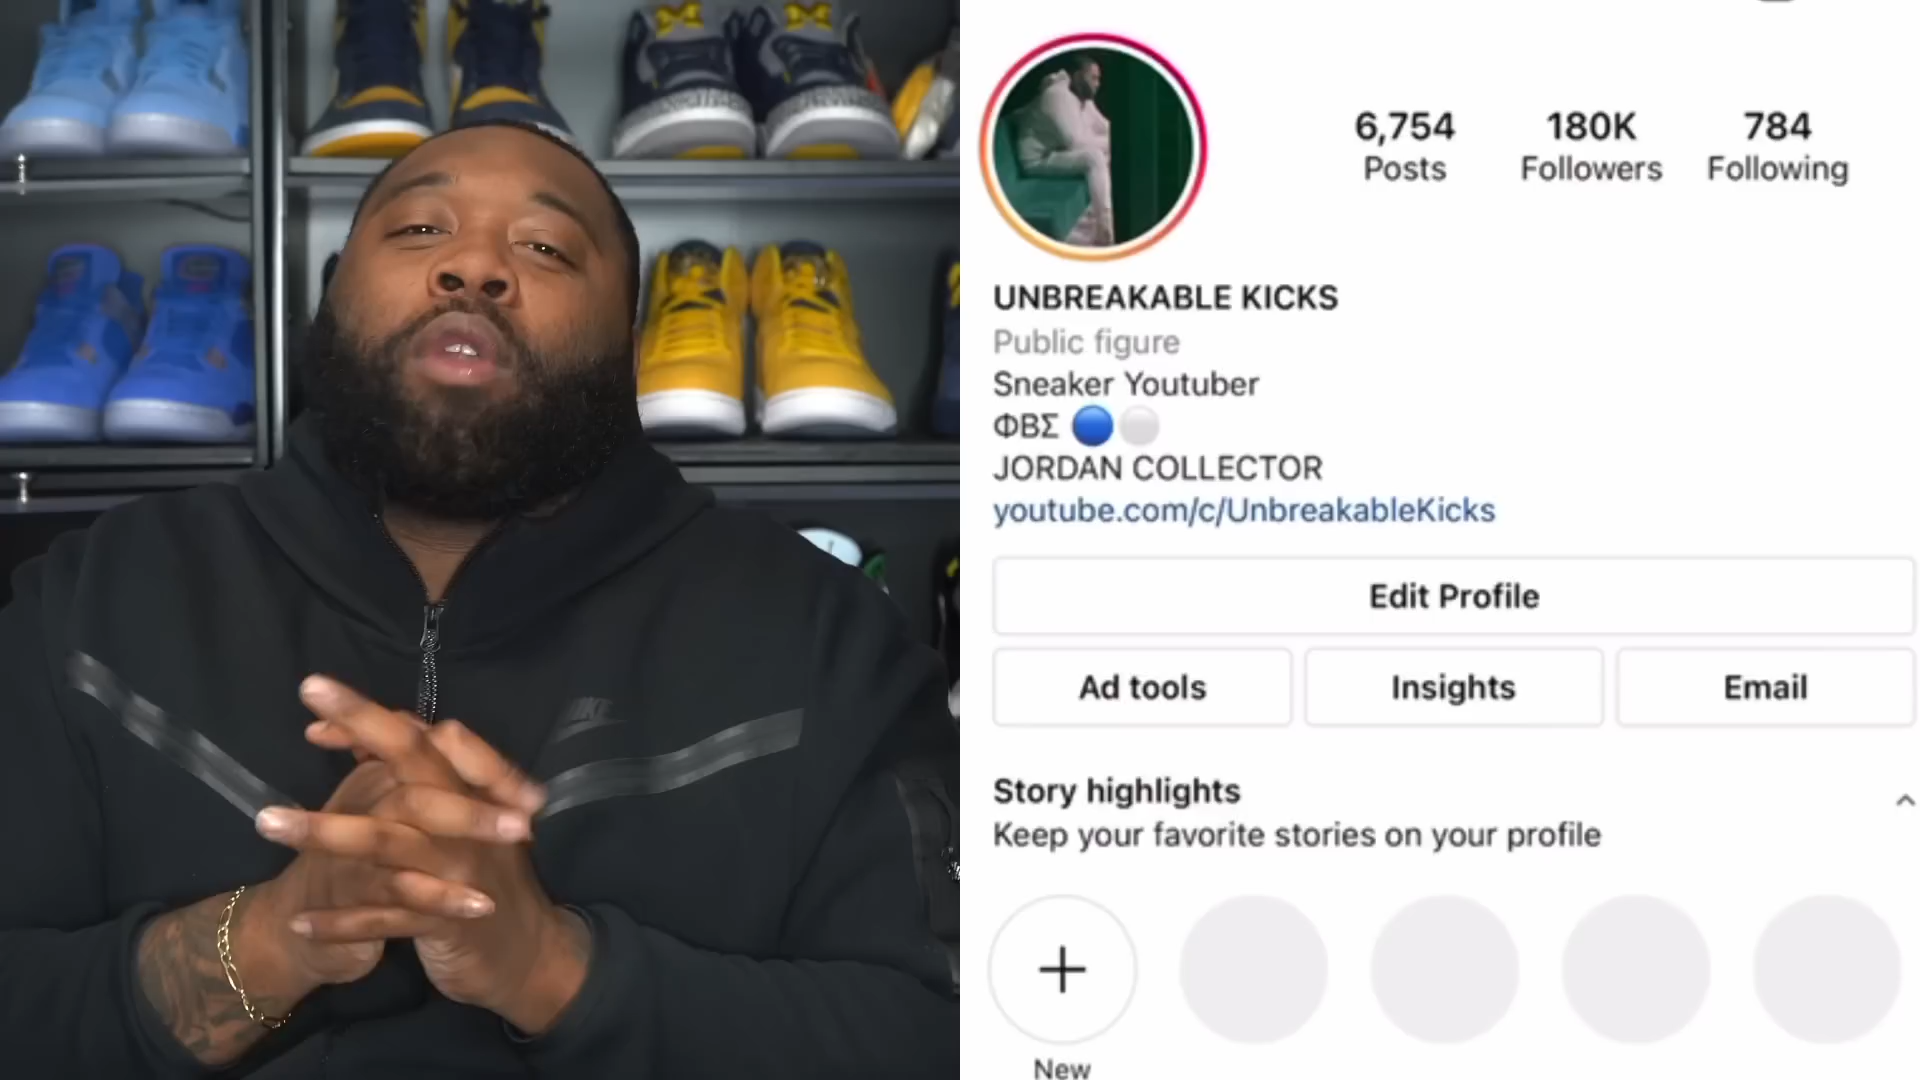 NIKE
6,754
Posts
180K
Followers
784
Following
UNBREAKABLE KICKS
Public figure
Sneaker Youtuber
ΦΒΣ 🔵⚪
JORDAN COLLECTOR
youtube.com/c/UnbreakableKicks
Edit Profile
Ad tools
Insights
Email
Story highlights
Keep your favorite stories on your profile
New